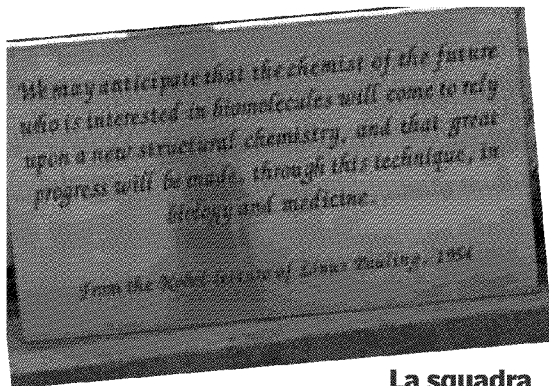 We may anticipate that the chemist of the future
who is interested in biomolecules will come to rely
upon a new structural chemistry, and that great
progress will be made, through this technique, in
biology and medicine.
from the Nobel lecture of Linus Pauling, 1954
La squadra